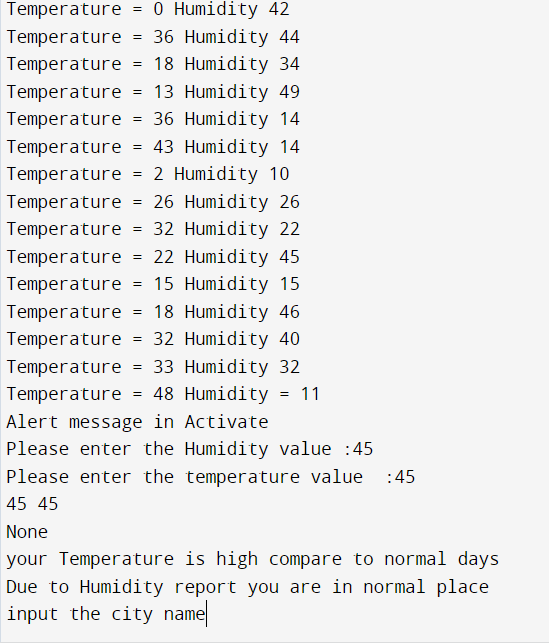 Temperature = 0 Humidity 42
Temperature = 36 Humidity 44
Temperature = 18 Humidity 34
Temperature = 13 Humidity 49
Temperature = 36 Humidity 14
Temperature = 43 Humidity 14
Temperature = 2 Humidity 10
Temperature = 26 Humidity 26
Temperature = 32 Humidity 22
Temperature = 22 Humidity 45
Temperature = 15 Humidity 15
Temperature = 18 Humidity 46
Temperature = 32 Humidity 40
Temperature = 33 Humidity 32
Temperature = 48 Humidity = 11
Alert message in Activate
Please enter the Humidity value :45
Please enter the temperature value  :45
45 45
None
your Temperature is high compare to normal days
Due to Humidity report you are in normal place
input the city name